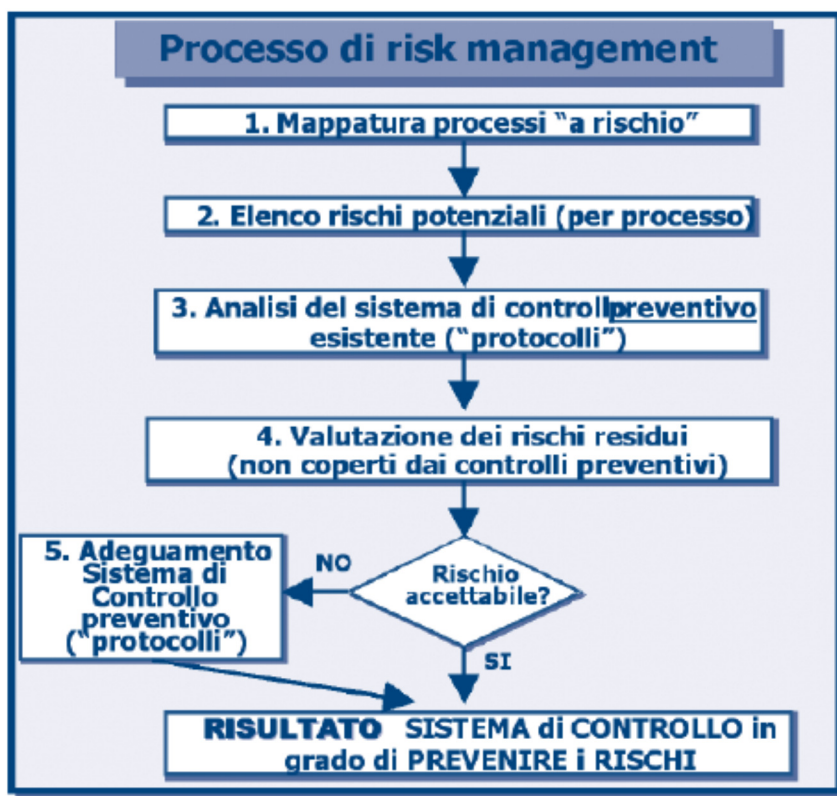 Processo di risk management
1. Mappatura processi “a rischio”
2. Elenco rischi potenziali (per processo)
3. Analisi del sistema di controllo preventivo
esistente (“protocolli”)
4. Valutazione dei rischi residui
(non coperti dai controlli preventivi)
Rischio
accettabile?
NO
5. Adeguamento
Sistema di
Controllo
preventivo
(“protocolli”)
SI
RISULTATO SISTEMA di CONTROLLO in
grado di PREVENIRE i RISCHI